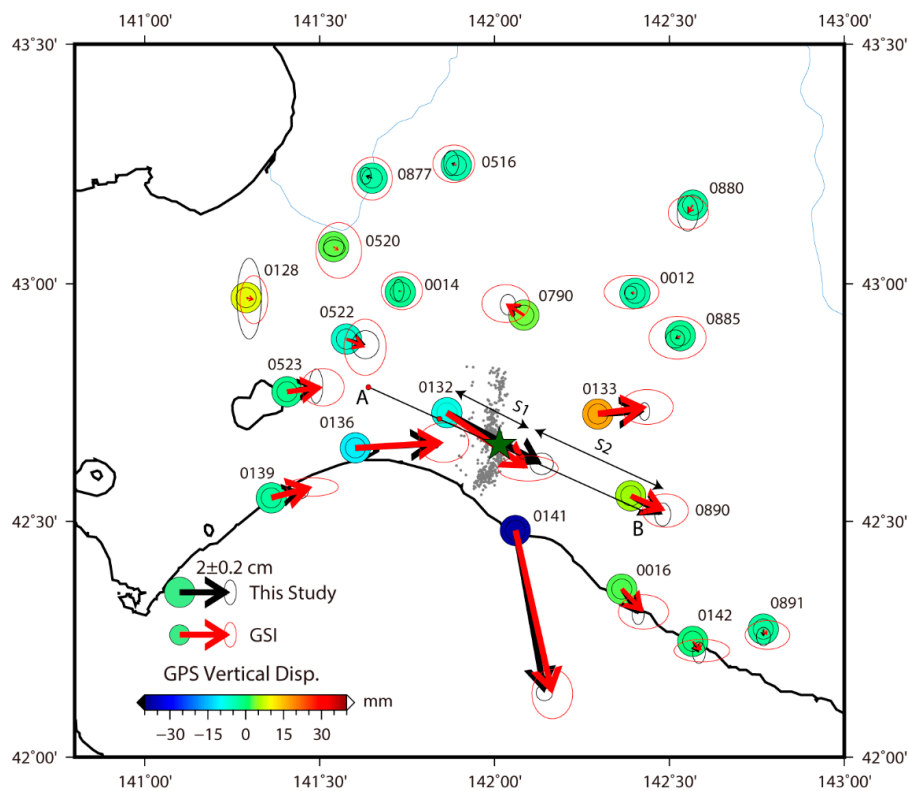 141˚00' 141˚30' 142˚00' 142˚30' 143˚00'
43˚30' 43˚30'
0516
0877
0880
0520
0128
43˚00' 0014 0012 43˚00'
0790
0522
0885
0523
A 0132 0133
S1
0136
S2
0139
0890
B
42˚30' 42˚30'
0141
2±0.2 cm
0016
This Study
0142 0891
GSI
GPS Vertical Disp.
mm
−30 −15 0 15 30
42˚00' 42˚00'
141˚00' 141˚30' 142˚00' 142˚30' 143˚00'